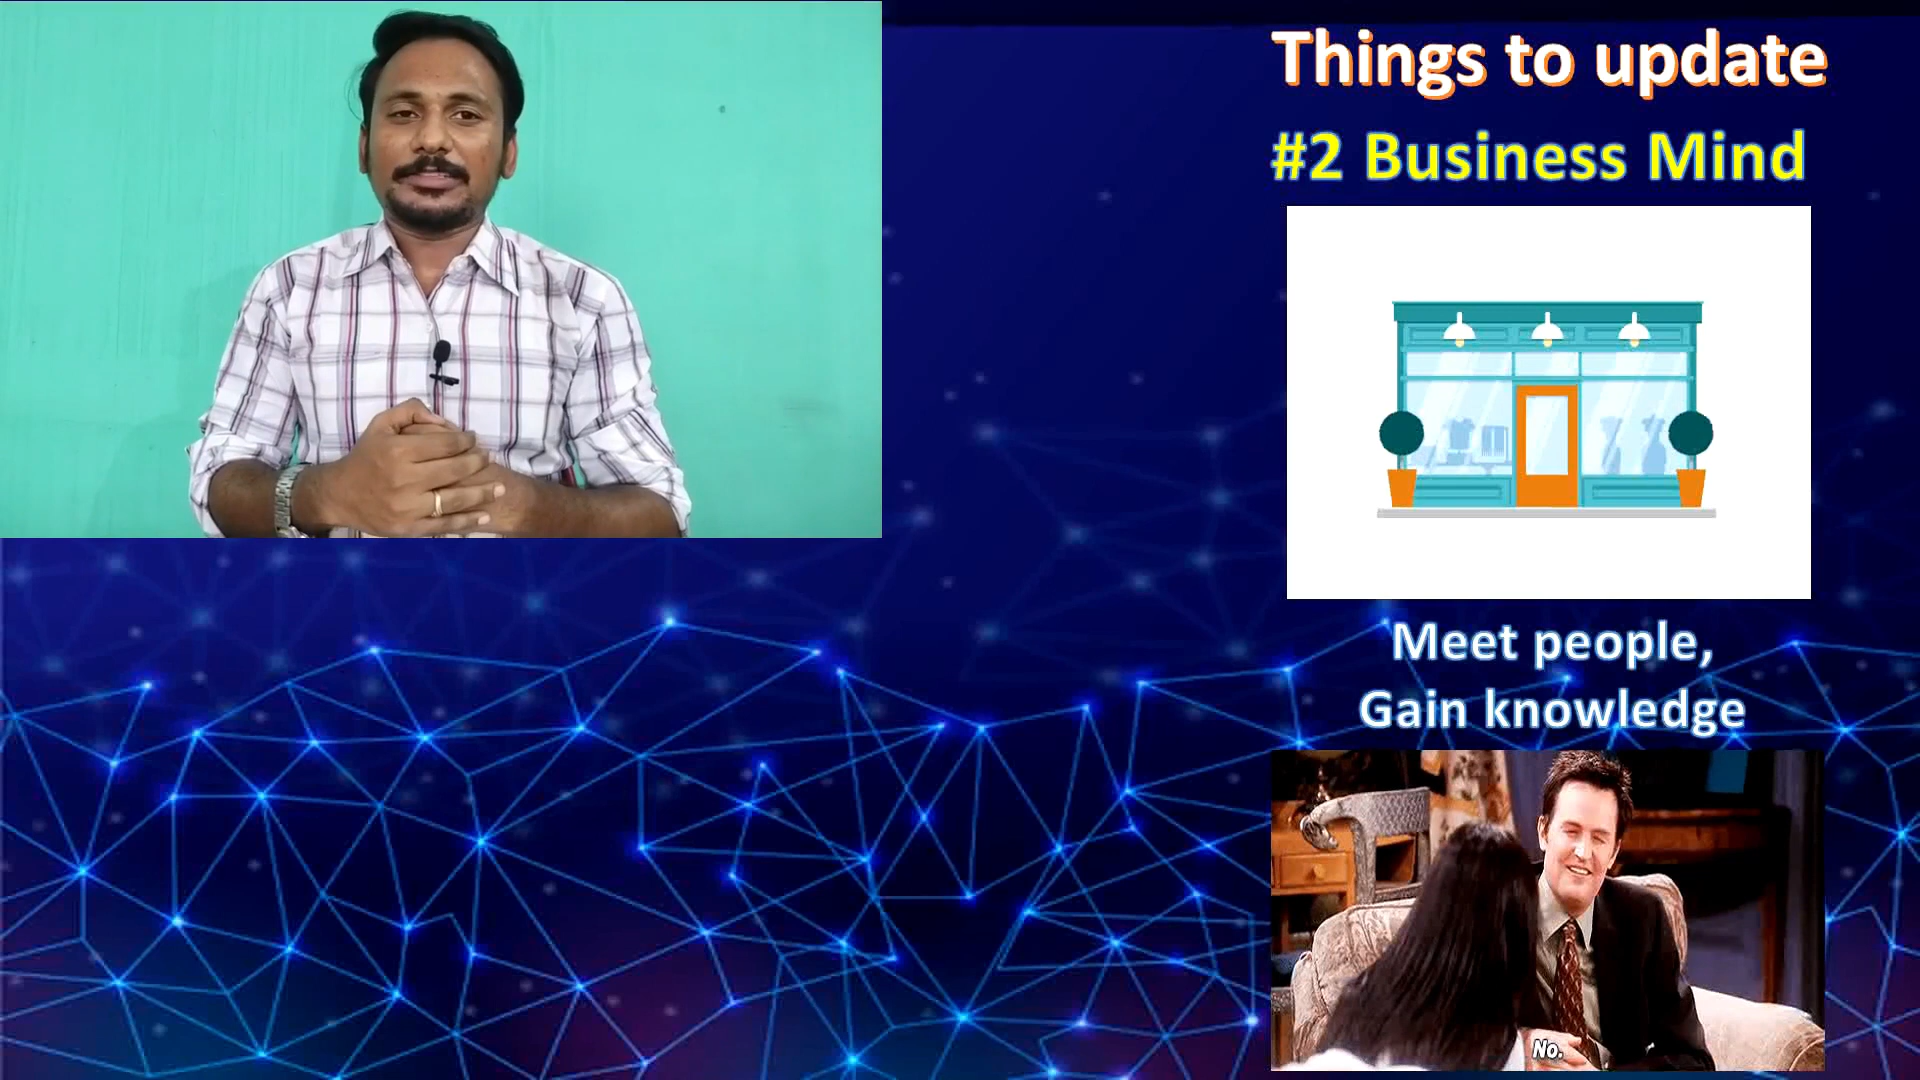 Things to update
#2 Business Mind
Meet people,
Gain knowledge
No.